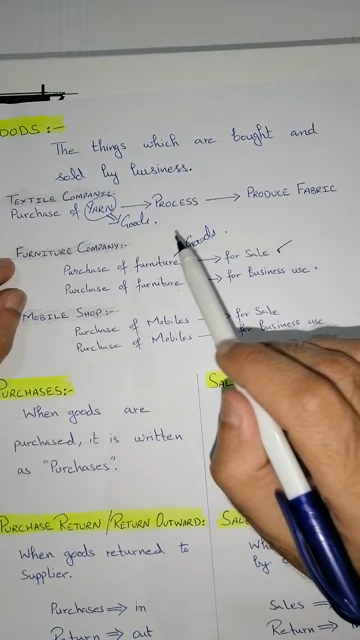 OODS:-
The things which are bought and
sold by business.
TEXTILE COMPANY:
Purchase of YARN → PROCESS → PRODUCE FABRIC
Goods.
Goods.
FURNITURE COMPANY:-
Purchase of furniture → for Sale ✓
Purchase of furniture → for business use.
MOBILE SHOP:-
Purchase of Mobiles → for Sale
Purchase of Mobiles → for business use
PURCHASES:-
SAL
When goods are
purchased, it is written
as "Purchases".
PURCHASE RETURN/RETURN OUTWARD:
When goods returned to
Supplier.
by
Purchases ⇒ in
Sales ⇒
Return ⇒ out
Return ⇒